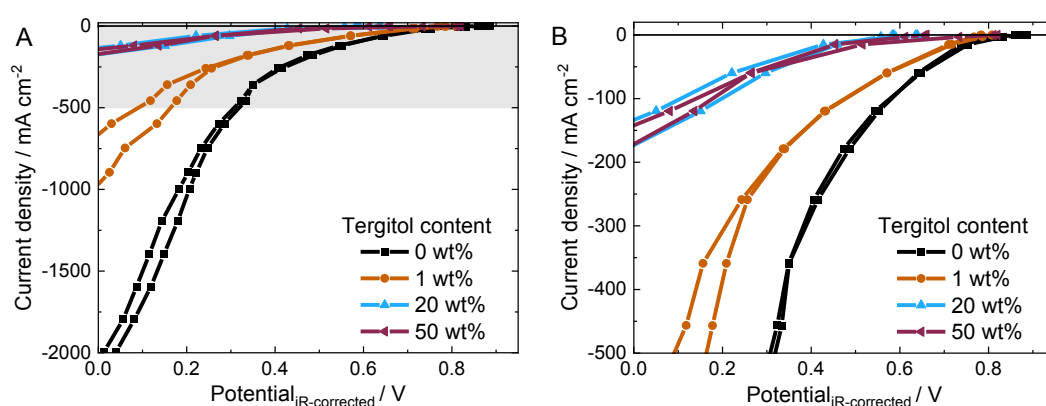 A
0
-500
-1000
-1500
-2000
Current density / mA cm-2
0.0 0.2 0.4 0.6 0.8
Potential iR-corrected / V
Tergitol content
0 wt%
1 wt%
20 wt%
50 wt%
B
0
-100
-200
-300
-400
-500
Current density / mA cm-2
0.0 0.2 0.4 0.6 0.8
Potential iR-corrected / V
Tergitol content
0 wt%
1 wt%
20 wt%
50 wt%